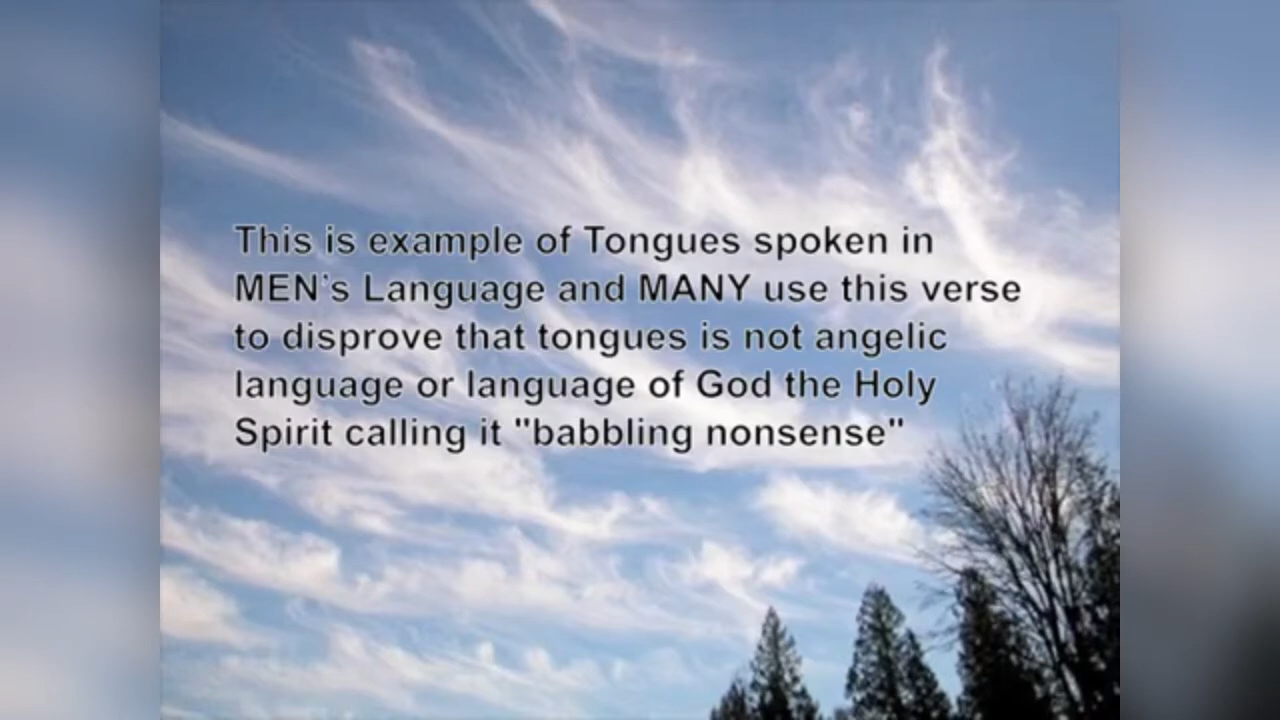 This is example of Tongues spoken in
MEN's Language and MANY use this verse
to disprove that tongues is not angelic
language or language of God the Holy
Spirit calling it "babbling nonsense"